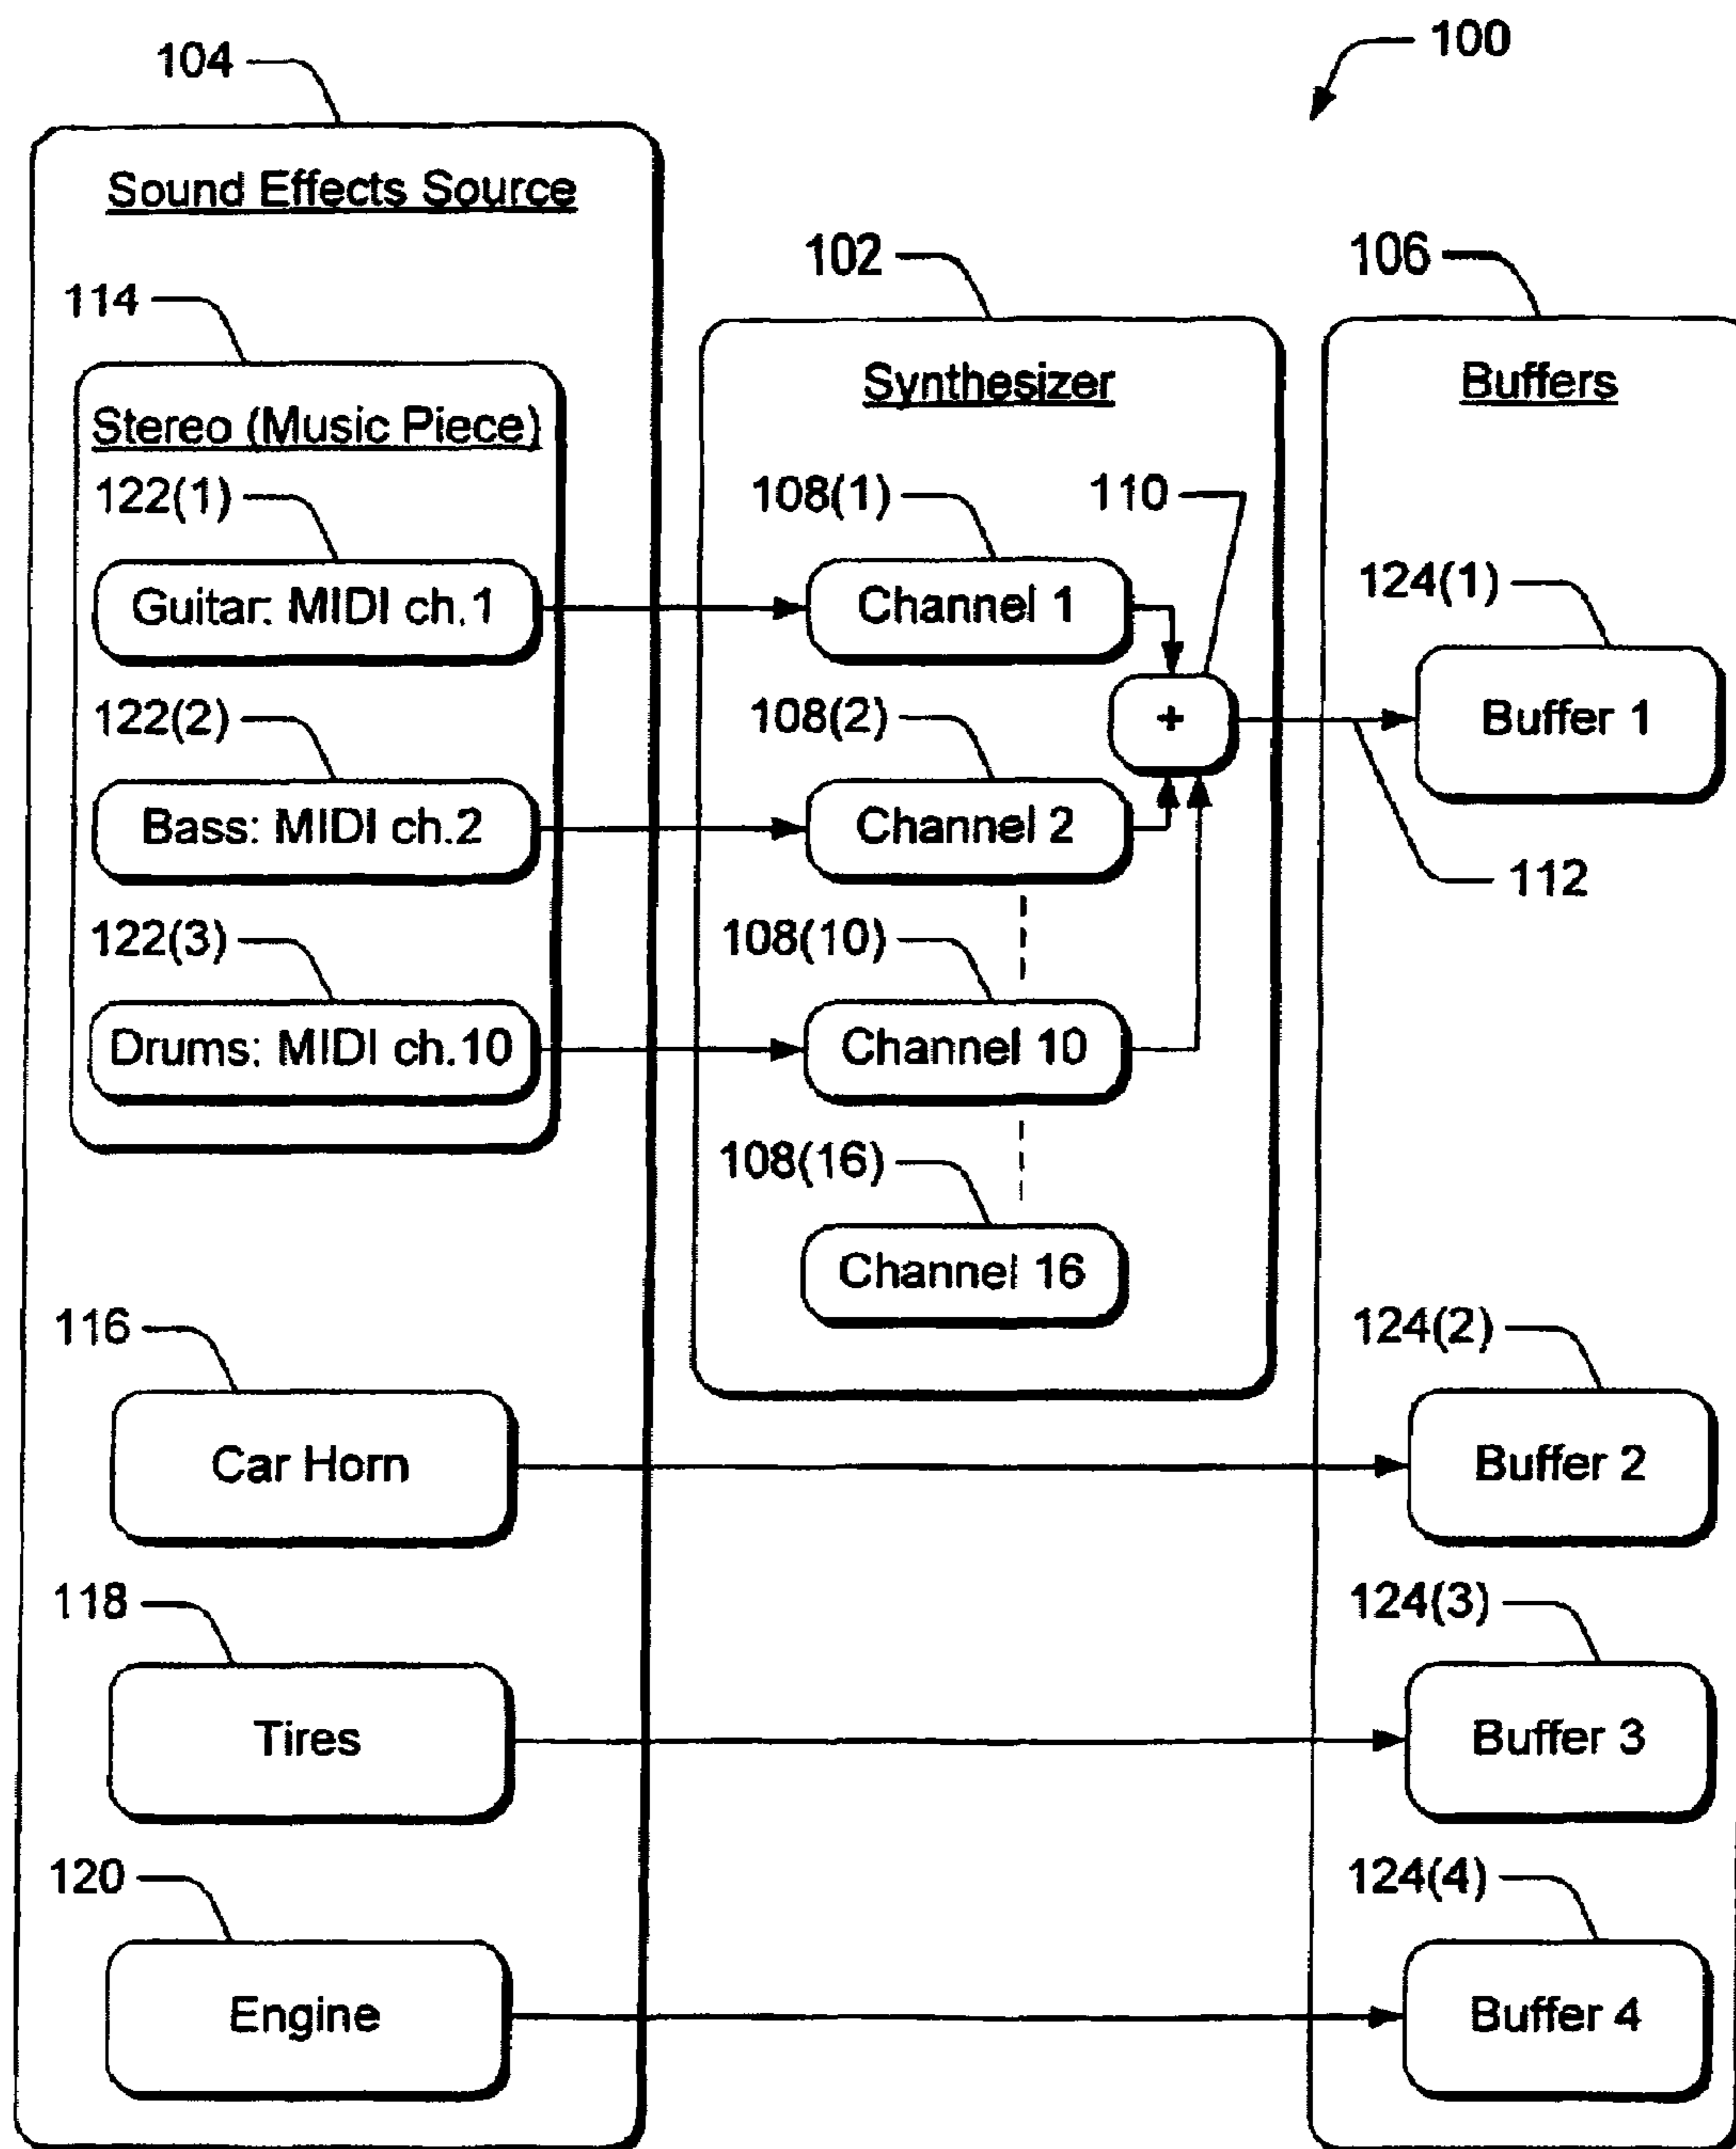 100
104
Sound Effects Source
102
106
114
Synthesizer
Buffers
Stereo (Music Piece)
122(1)
108(1)
110
124(1)
Guitar: MIDI ch.1
Channel 1
Buffer 1
+
122(2)
108(2)
112
Bass: MIDI ch.2
Channel 2
122(3)
108(10)
Drums: MIDI ch.10
Channel 10
108(16)
Channel 16
116
124(2)
Car Horn
Buffer 2
118
124(3)
Tires
Buffer 3
120
124(4)
Engine
Buffer 4